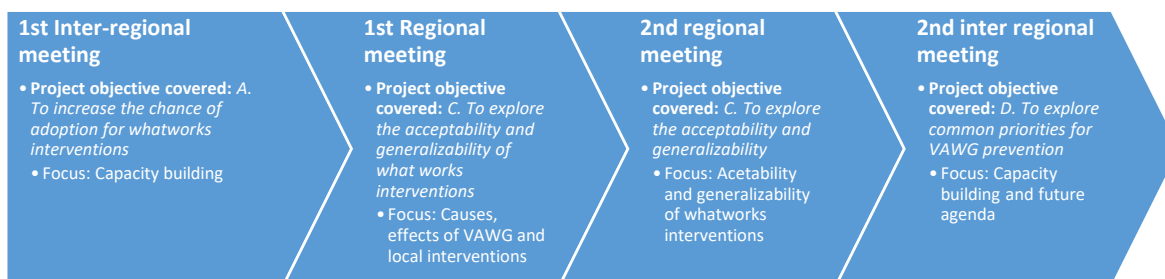 1st Inter-regional
meeting
• Project objective covered: A.
To increase the chance of
adoption for whatworks
interventions
• Focus: Capacity building
1st Regional
meeting
• Project objective
covered: C. To explore
the acceptability and
generalizability of
what works
interventions
• Focus: Causes,
effects of VAWG and
local interventions
2nd regional
meeting
• Project objective
covered: C. To explore
the acceptability and
generalizability
• Focus: Acetability
and generalizability
of whatworks
interventions
2nd inter regional
meeting
• Project objective
covered: D. To explore
common priorities for
VAWG prevention
• Focus: Capacity
building and future
agenda